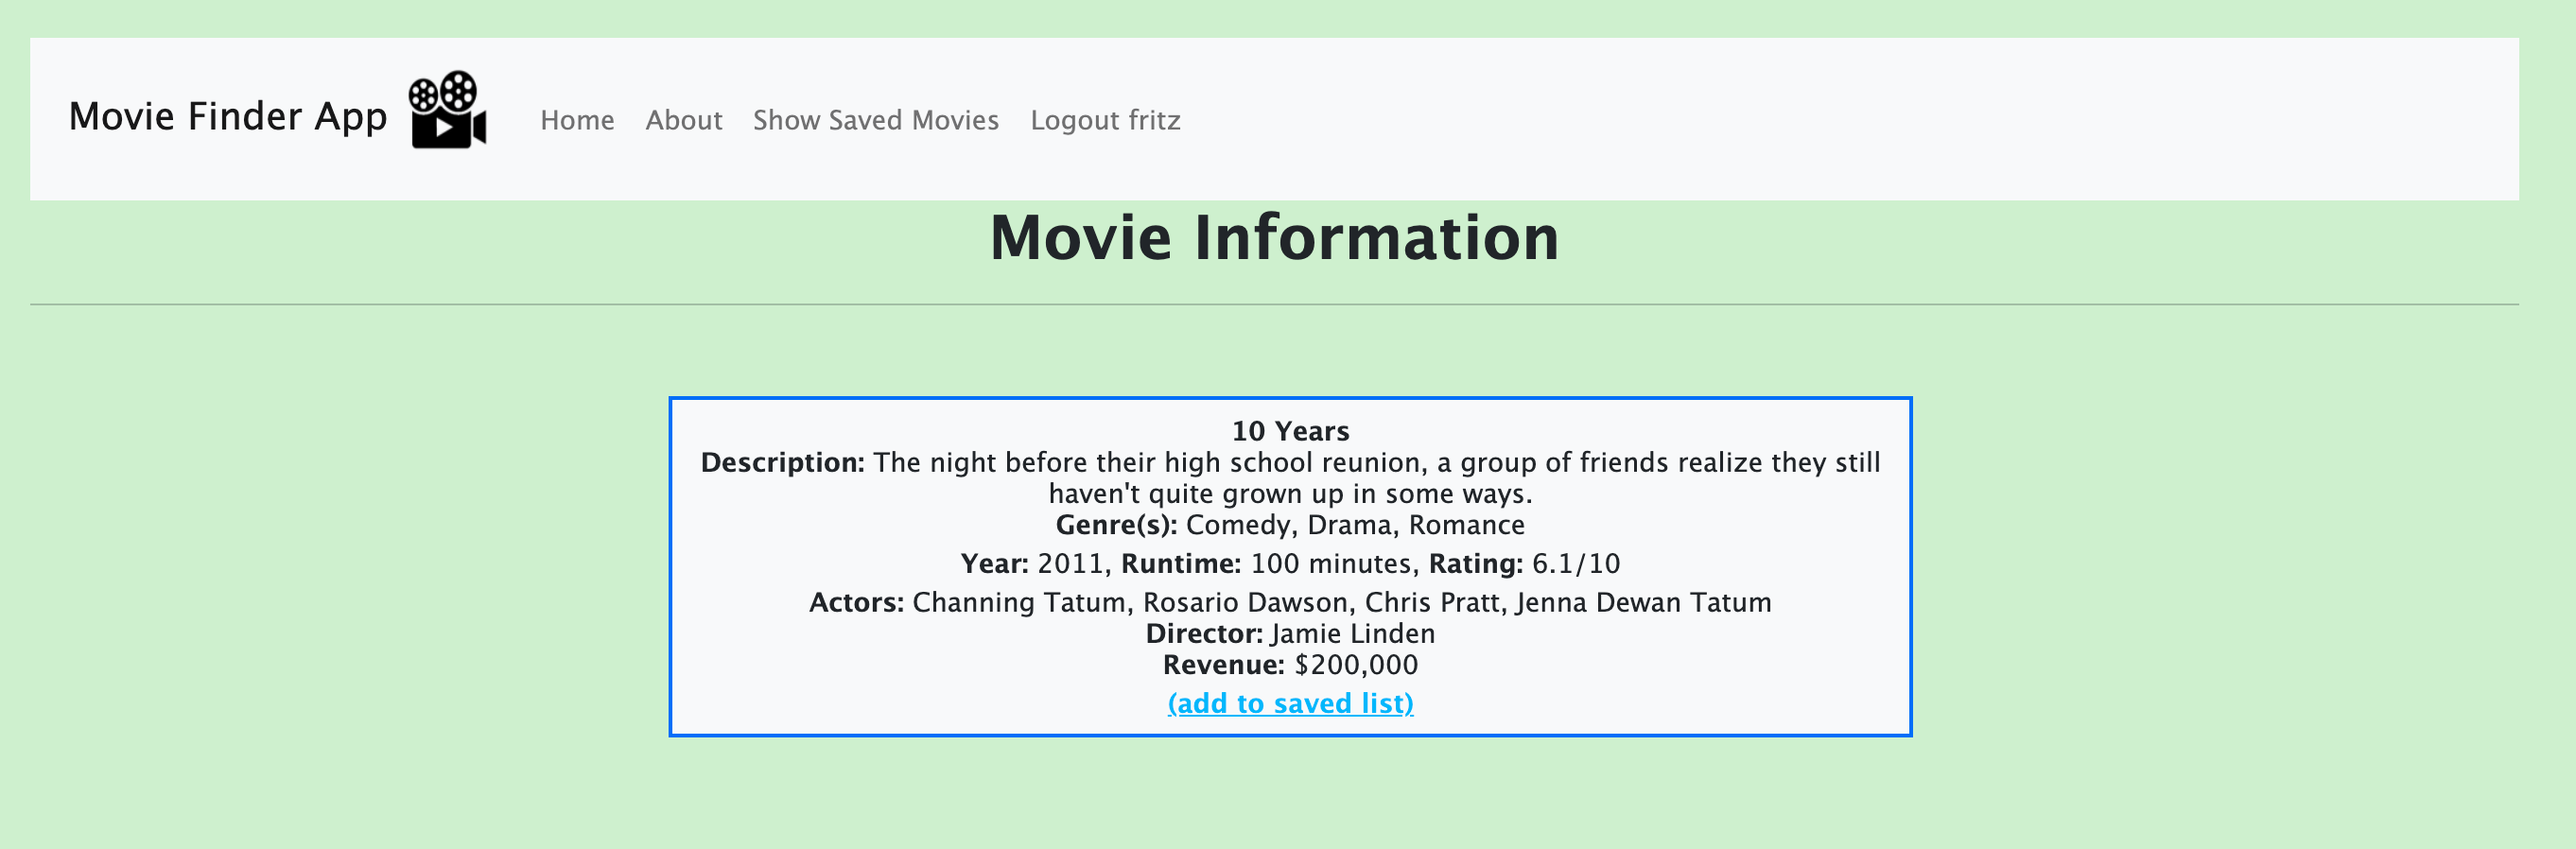 Movie Finder App
Home About Show Saved Movies Logout fritz
Movie Information
10 Years
Description: The night before their high school reunion, a group of friends realize they still
haven't quite grown up in some ways.
Genre(s): Comedy, Drama, Romance
Year: 2011, Runtime: 100 minutes, Rating: 6.1/10
Actors: Channing Tatum, Rosario Dawson, Chris Pratt, Jenna Dewan Tatum
Director: Jamie Linden
Revenue: $200,000
(add to saved list)